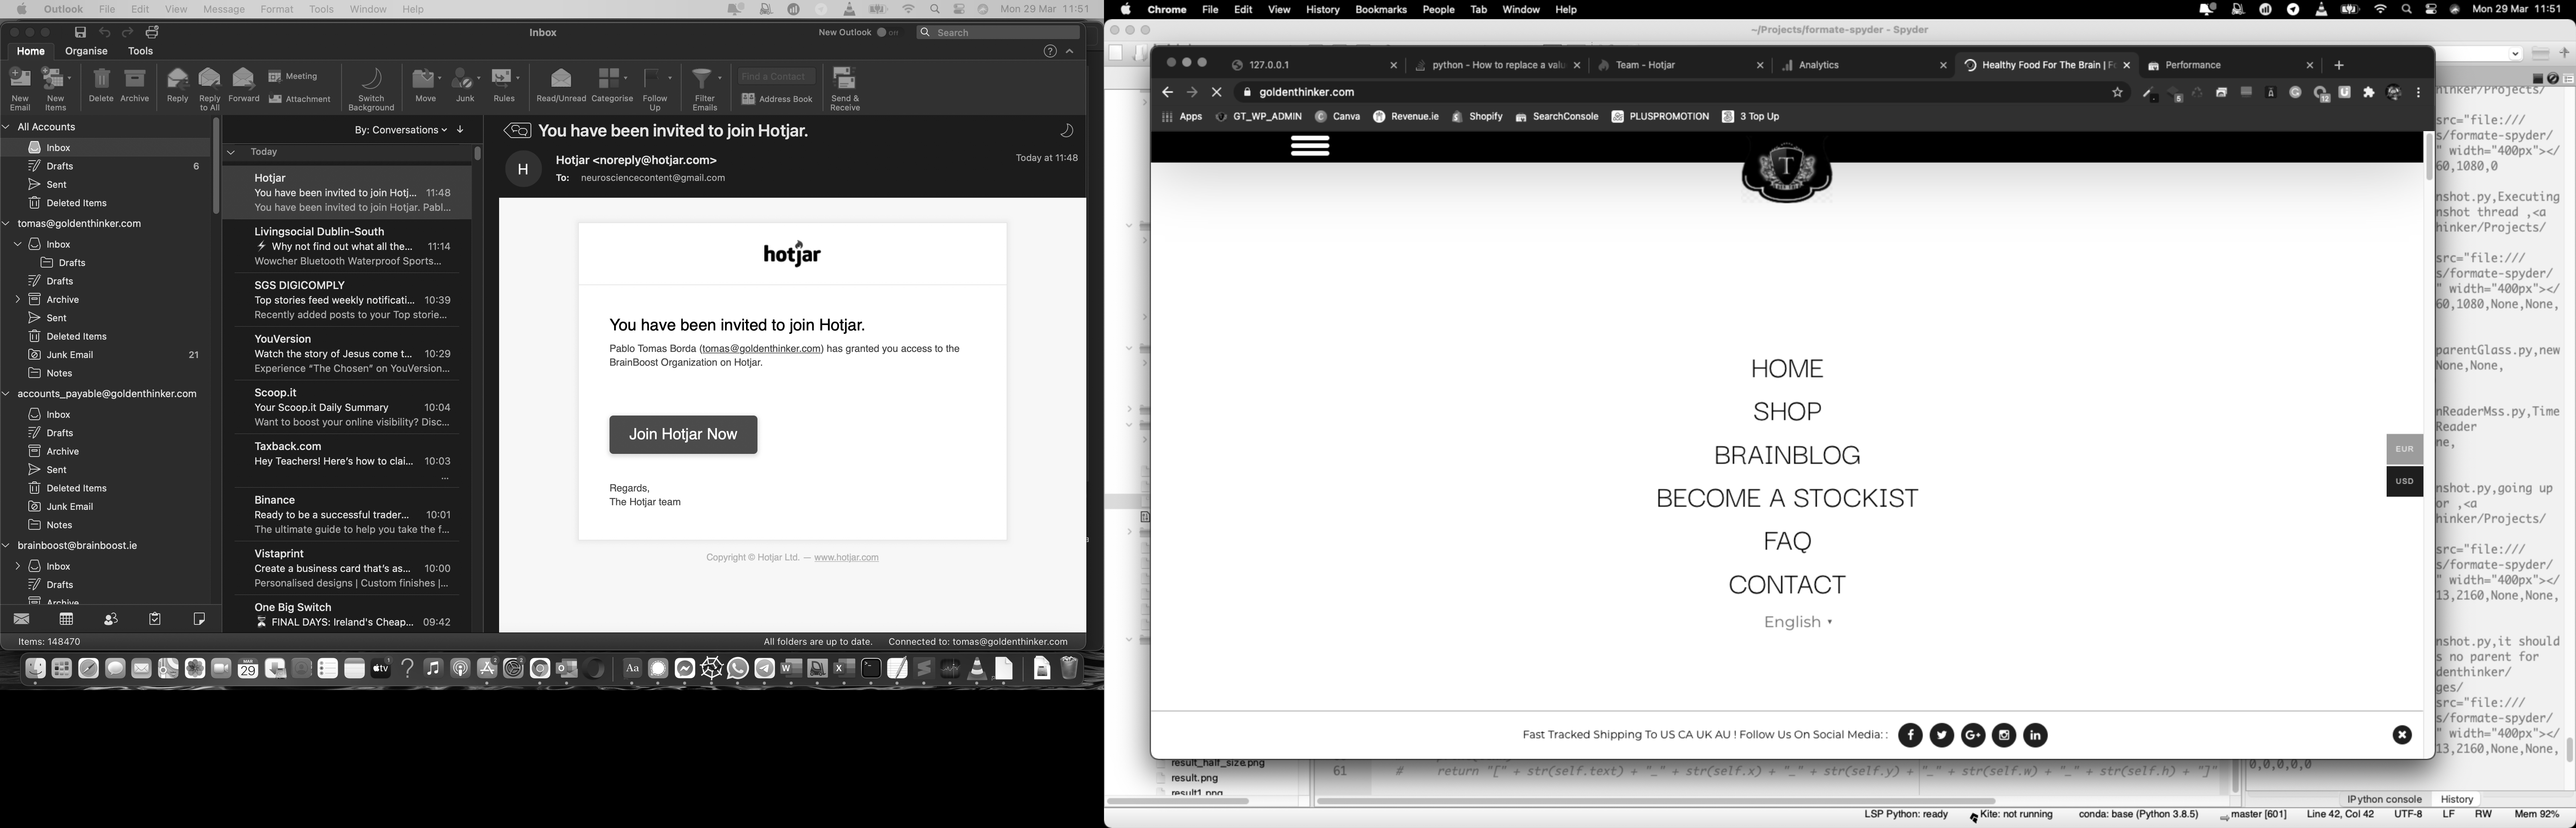 Outlook File Edit View Message Format Tools Window Help Mon 29 Mar 11:51
Inbox New Outlook Off Search
Home Organise Tools
New Email New Items Delete Archive Reply Reply to All Forward Meeting Attachment Switch Background Move Junk Rules Read/Unread Categorise Follow Up Filter Emails Find a Contact Address Book Send & Receive
All Accounts
Inbox
Drafts 6
Sent
Deleted Items
tomas@goldenthinker.com
Inbox
Drafts
Drafts
Archive
Sent
Deleted Items
Junk Email 21
Notes
accounts_payable@goldenthinker.com
Inbox
Drafts
Archive
Sent
Deleted Items
Junk Email
Notes
brainboost@brainboost.ie
Inbox
Drafts
Archive
Items: 148470
By: Conversations
Today
Hotjar
You have been invited to join Hotj... 11:48
You have been invited to join Hotjar. Pabl...
Livingsocial Dublin-South
Why not find out what all the... 11:14
Wowcher Bluetooth Waterproof Sports...
SGS DIGICOMPLY
Top stories feed weekly notificati... 10:39
Recently added posts to your Top storie...
YouVersion
Watch the story of Jesus come t... 10:29
Experience “The Chosen” on YouVersion...
Scoop.it
Your Scoop.it Daily Summary 10:04
Want to boost your online visibility? Disc...
Taxback.com
Hey Teachers! Here’s how to clai... 10:03
...
Binance
Ready to be a successful trader... 10:01
The ultimate guide to help you take the f...
Vistaprint
Create a business card that’s as... 10:00
Personalised designs | Custom finishes |...
One Big Switch
FINAL DAYS: Ireland's Cheap... 09:42
You have been invited to join Hotjar.
H
Hotjar <noreply@hotjar.com> Today at 11:48
To: neurosciencecontent@gmail.com
hotjar
You have been invited to join Hotjar.
Pablo Tomas Borda (tomas@goldenthinker.com) has granted you access to the
BrainBoost Organization on Hotjar.
Join Hotjar Now
Regards,
The Hotjar team
Copyright © Hotjar Ltd. — www.hotjar.com
All folders are up to date. Connected to: tomas@goldenthinker.com
Chrome File Edit View History Bookmarks People Tab Window Help Mon 29 Mar 11:51
~/Projects/formate-spyder - Spyder
127.0.0.1 python - How to replace a valu Team - Hotjar Analytics Healthy Food For The Brain | Fo Performance
goldenthinker.com
Apps GT_WP_ADMIN Canva Revenue.ie Shopify SearchConsole PLUSPROMOTION 3 Top Up
T
HOME
SHOP
BRAINBLOG
BECOME A STOCKIST
FAQ
CONTACT
English
EUR
USD
Fast Tracked Shipping To US CA UK AU ! Follow Us On Social Media: :
hinker/Projects/
src="file:///
s/formate-spyder/
" width="400px"></
60,1080,0
nshot.py,Executing
nshot thread ,<a
hinker/Projects/
src="file:///
s/formate-spyder/
" width="400px"></
60,1080,None,None,
parentGlass.py,new
None,None,
nReaderMss.py,Time
Reader
ne,
nshot.py,going up
or ,<a
hinker/Projects/
src="file:///
s/formate-spyder/
" width="400px"></
13,2160,None,None,
nshot.py,it should
s no parent for
denthinker/
ges/
src="file:///
s/formate-spyder/
" width="400px"></
13,2160,None,None,
0,0,0,0,0
result_half_size.png
result.png
result1.png
61 # return "[" + str(self.text) + "_" + str(self.x) + "_" + str(self.y) + "_" + str(self.w) + "_" + str(self.h) + "]"
IPython console History
LSP Python: ready Kite: not running conda: base (Python 3.8.5) master [601] Line 42, Col 42 UTF-8 LF RW Mem 92%